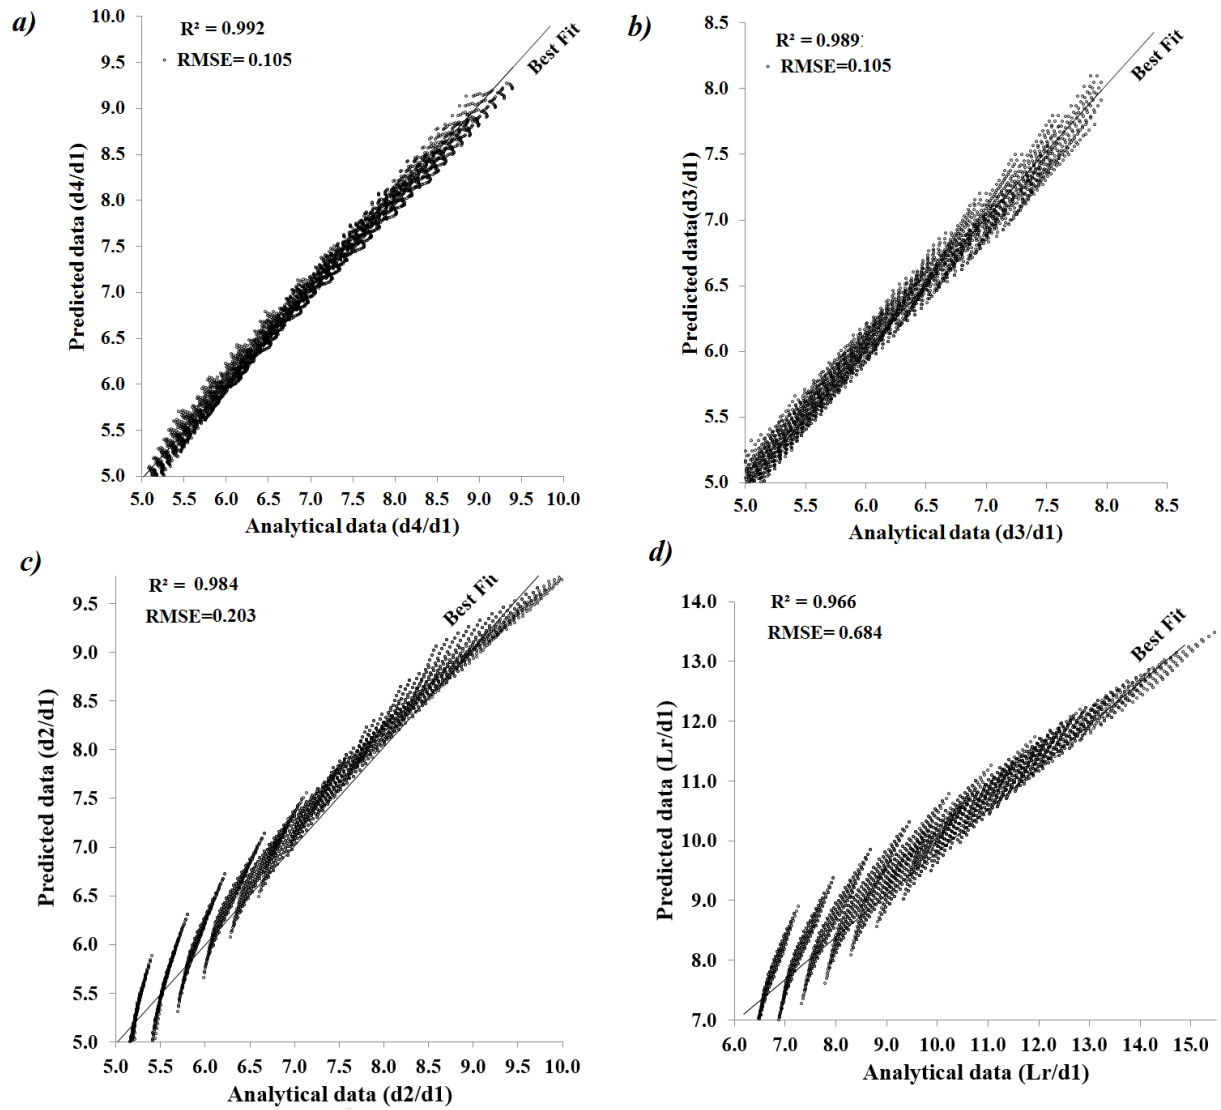 a)
R² = 0.992
RMSE= 0.105
Best Fit
Predicted data (d4/d1)
10.0
9.5
9.0
8.5
8.0
7.5
7.0
6.5
6.0
5.5
5.0
5.0 5.5 6.0 6.5 7.0 7.5 8.0 8.5 9.0 9.5 10.0
Analytical data (d4/d1)
b)
R² = 0.989
RMSE= 0.105
Best Fit
Predicted data(d3/d1)
8.5
8.0
7.5
7.0
6.5
6.0
5.5
5.0
5.0 5.5 6.0 6.5 7.0 7.5 8.0 8.5
Analytical data (d3/d1)
c)
R² = 0.984
RMSE=0.203
Best Fit
Predicted data (d2/d1)
9.5
9.0
8.5
8.0
7.5
7.0
6.5
6.0
5.5
5.0
5.0 5.5 6.0 6.5 7.0 7.5 8.0 8.5 9.0 9.5 10.0
Analytical data (d2/d1)
d)
R² = 0.966
RMSE= 0.684
Best Fit
Predicted data (Lr/d1)
14.0
13.0
12.0
11.0
10.0
9.0
8.0
7.0
6.0 7.0 8.0 9.0 10.0 11.0 12.0 13.0 14.0 15.0
Analytical data (Lr/d1)